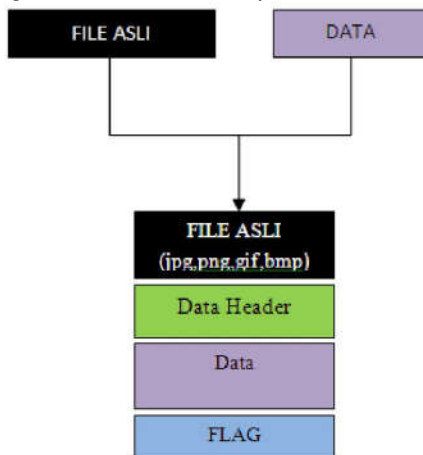 FILE ASLI
DATA
FILE ASLI
(jpg,png,gif,bmp)
Data Header
Data
FLAG